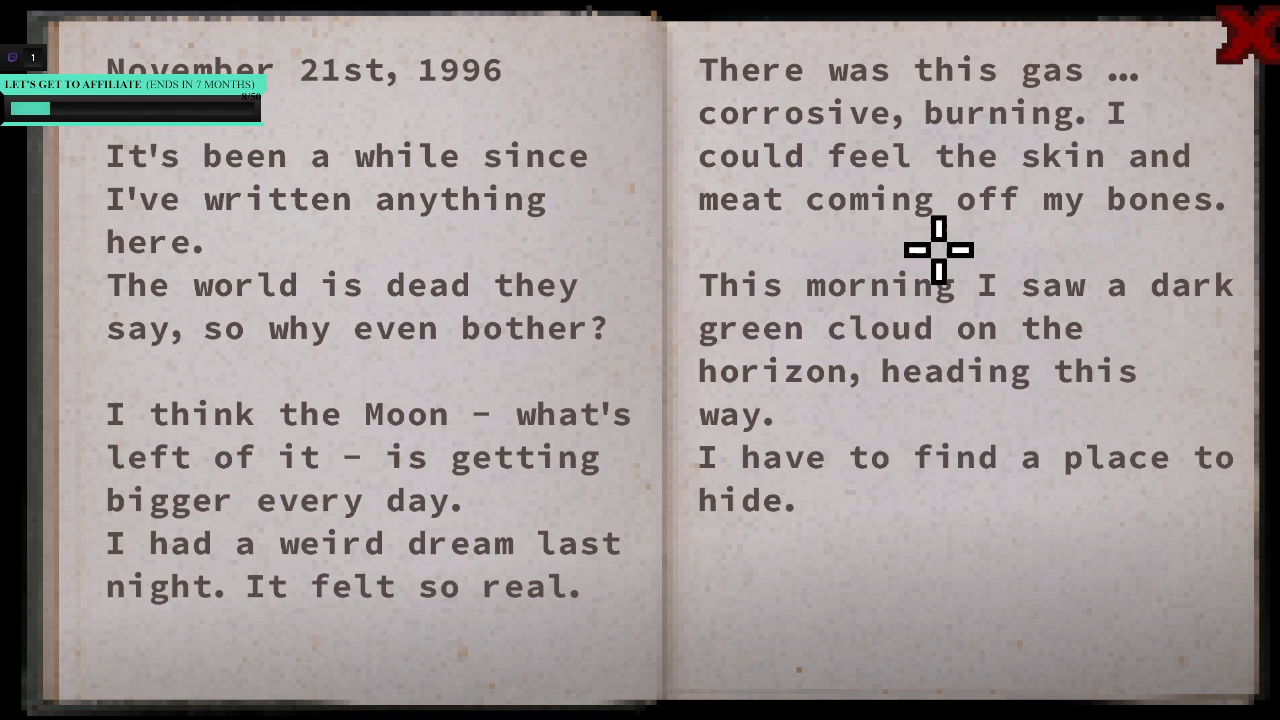 1
LET'S GET TO AFFILIATE (ENDS IN 7 MONTHS)
8/50
November 21st, 1996
It's been a while since
I've written anything
here.
The world is dead they
say, so why even bother?
I think the Moon - what's
left of it - is getting
bigger every day.
I had a weird dream last
night. It felt so real.
There was this gas ...
corrosive, burning. I
could feel the skin and
meat coming off my bones.
This morning I saw a dark
green cloud on the
horizon, heading this
way.
I have to find a place to
hide.